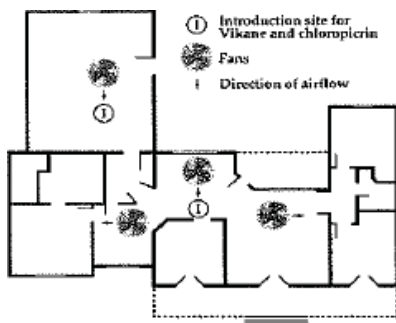 I Introduction site for
Vikane and chloropicrin
Fans
Direction of airflow
I
I